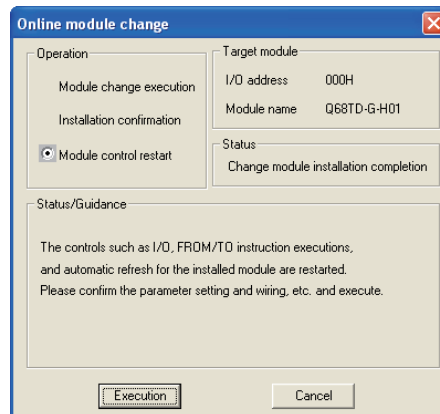 Online module change
Operation
Module change execution
Installation confirmation
Module control restart
Target module
I/O address 000H
Module name Q68TD-G-H01
Status
Change module installation completion
Status/Guidance
The controls such as I/O, FROM/TO instruction executions,
and automatic refresh for the installed module are restarted.
Please confirm the parameter setting and wiring, etc. and execute.
Execution
Cancel